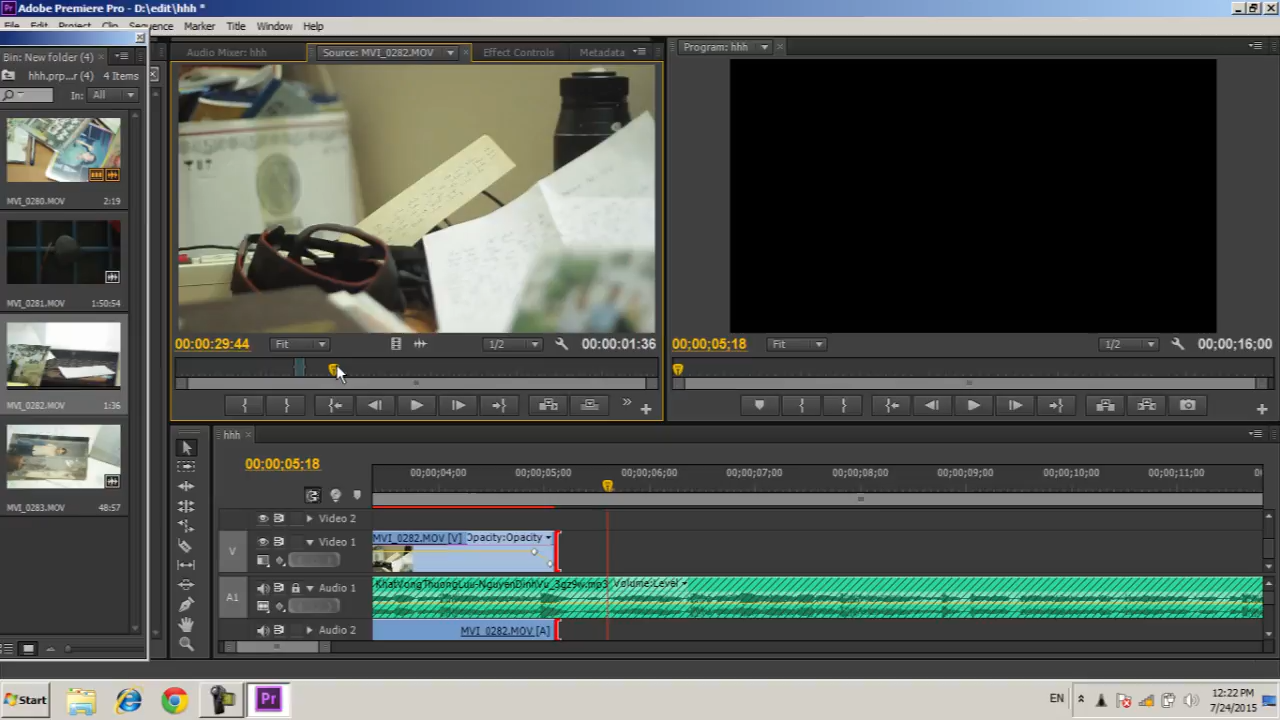 Adobe Premiere Pro - D:\edit\hhh *
File Edit Project Clip Sequence Marker Title Window Help
Audio Mixer: hhh
Source: MVI_0282.MOV
Effect Controls
Metadata
Program: hhh
Bin: New folder (4)
hhh.prp...r (4) 4 Items
In: All
MVI_0280.MOV 2:19
MVI_0281.MOV 1:50:54
MVI_0282.MOV 1:36
MVI_0283.MOV 48:57
00:00:29:44 Fit 1/2 00:00:01:36
00;00;05;18 Fit 1/2 00;00;16;00
hhh
00;00;05;18
00;00;04;00 00;00;05;00 00;00;06;00 00;00;07;00 00;00;08;00 00;00;09;00 00;00;10;00 00;00;11;00
Video 2
V Video 1
MVI_0282.MOV [V] Opacity:Opacity
A1 Audio 1
KhatVongThuongLuu-NguyenDinhVu_3gz9w.mp3 Volume:Level
Audio 2
MVI_0282.MOV [A]
Start
Pr
EN
12:22 PM
7/24/2015